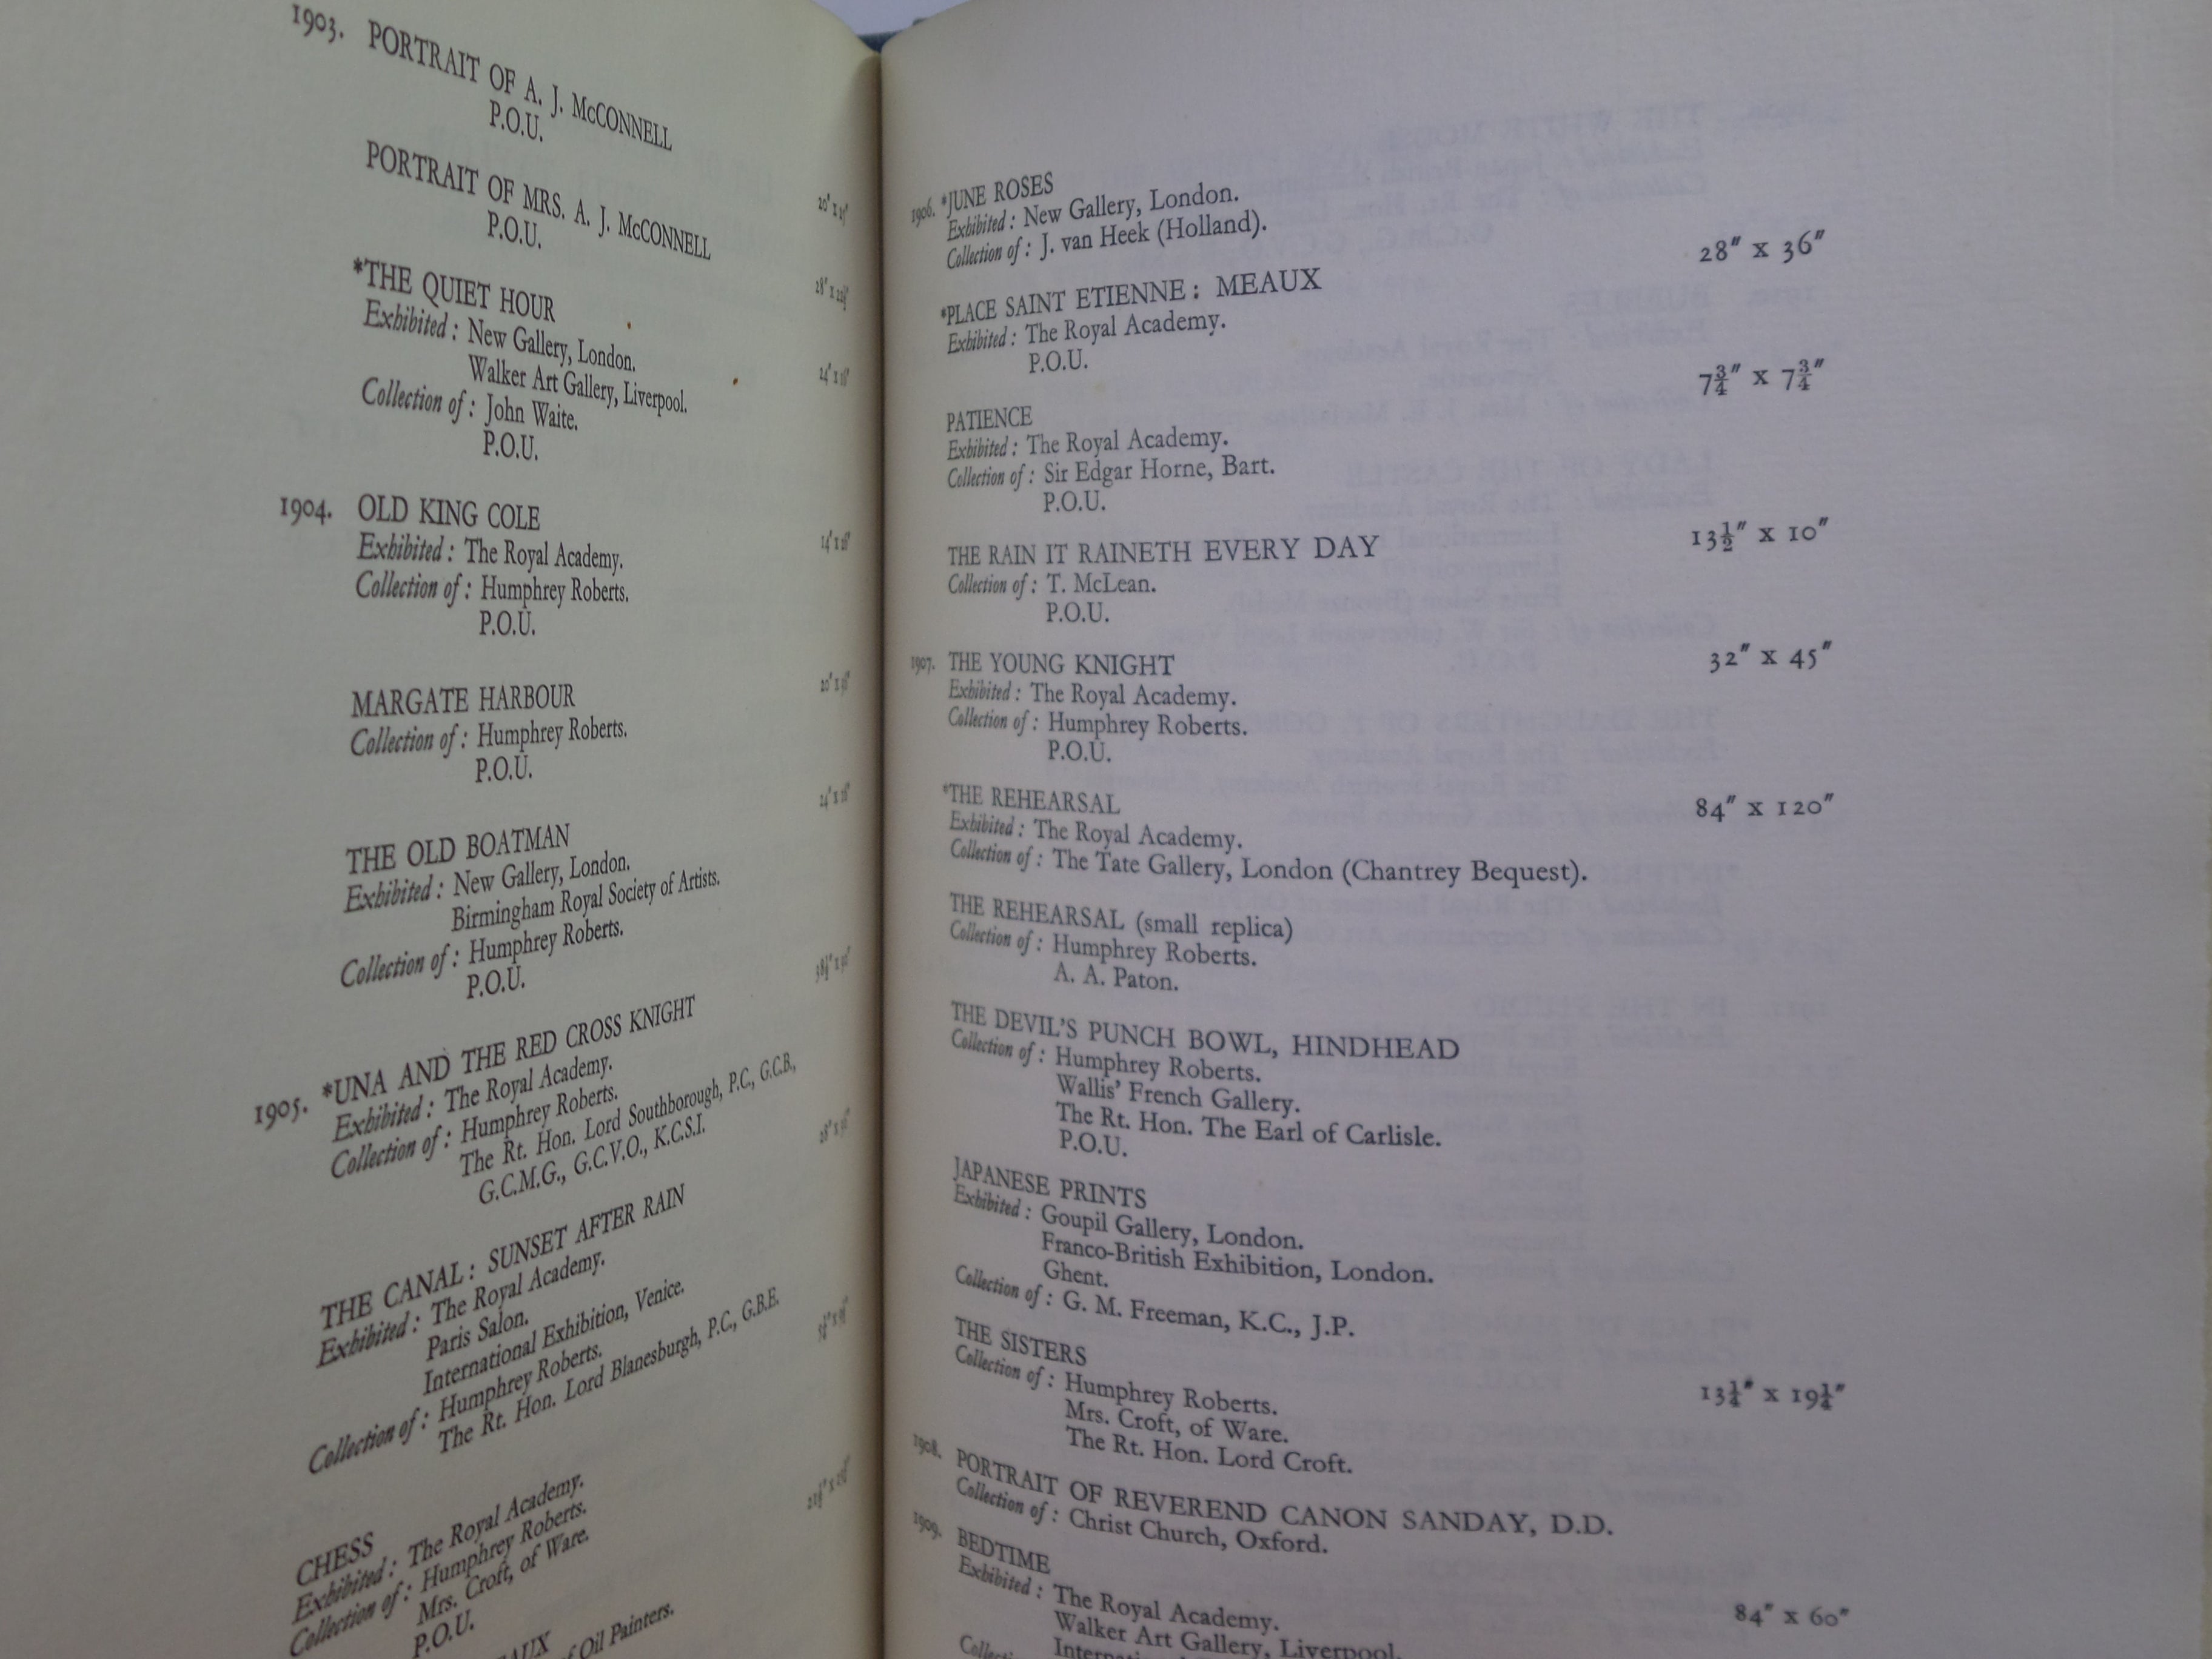 1903. PORTRAIT OF A. J. McCONNELL
P.O.U.
PORTRAIT OF MRS. A. J. McCONNELL
P.O.U.
*THE QUIET HOUR
Exhibited : New Gallery, London.
Walker Art Gallery, Liverpool.
Collection of : John Waite.
P.O.U.
1904. OLD KING COLE
Exhibited : The Royal Academy.
Collection of : Humphrey Roberts.
P.O.U.
MARGATE HARBOUR
Collection of : Humphrey Roberts.
P.O.U.
THE OLD BOATMAN
Exhibited : New Gallery, London.
Birmingham Royal Society of Artists.
Collection of : Humphrey Roberts.
P.O.U.
1905. *UNA AND THE RED CROSS KNIGHT
Exhibited : The Royal Academy.
Collection of : Humphrey Roberts.
The Rt. Hon. Lord Southborough, P.C., G.C.B.,
G.C.M.G., G.C.V.O., K.C.S.I.
THE CANAL : SUNSET AFTER RAIN
Exhibited : The Royal Academy.
Paris Salon.
International Exhibition, Venice.
Collection of : Humphrey Roberts.
The Rt. Hon. Lord Blanesburgh, P.C., G.B.E.
CHESS
Exhibited : The Royal Academy.
Collection of : Humphrey Roberts.
Mrs. Croft, of Ware.
P.O.U.
of Oil Painters.
1906. *JUNE ROSES
Exhibited : New Gallery, London.
Collection of : J. van Heek (Holland).
28" x 36"
*PLACE SAINT ETIENNE : MEAUX
Exhibited : The Royal Academy.
P.O.U.
7¾" x 7¾"
PATIENCE
Exhibited : The Royal Academy.
Collection of : Sir Edgar Horne, Bart.
P.O.U.
THE RAIN IT RAINETH EVERY DAY 13½" x 10"
Collection of : T. McLean.
P.O.U.
1907. THE YOUNG KNIGHT 32" x 45"
Exhibited : The Royal Academy.
Collection of : Humphrey Roberts.
P.O.U.
*THE REHEARSAL 84" x 120"
Exhibited : The Royal Academy.
Collection of : The Tate Gallery, London (Chantrey Bequest).
THE REHEARSAL (small replica)
Collection of : Humphrey Roberts.
A. A. Paton.
THE DEVIL'S PUNCH BOWL, HINDHEAD
Collection of : Humphrey Roberts.
Wallis' French Gallery.
The Rt. Hon. The Earl of Carlisle.
P.O.U.
JAPANESE PRINTS
Exhibited : Goupil Gallery, London.
Franco-British Exhibition, London.
Ghent.
Collection of : G. M. Freeman, K.C., J.P.
THE SISTERS 13¼" x 19¼"
Collection of : Humphrey Roberts.
Mrs. Croft, of Ware.
The Rt. Hon. Lord Croft.
1908. PORTRAIT OF REVEREND CANON SANDAY, D.D.
Collection of : Christ Church, Oxford.
1909. BEDTIME 84" x 60"
Exhibited : The Royal Academy.
Walker Art Gallery, Liverpool.